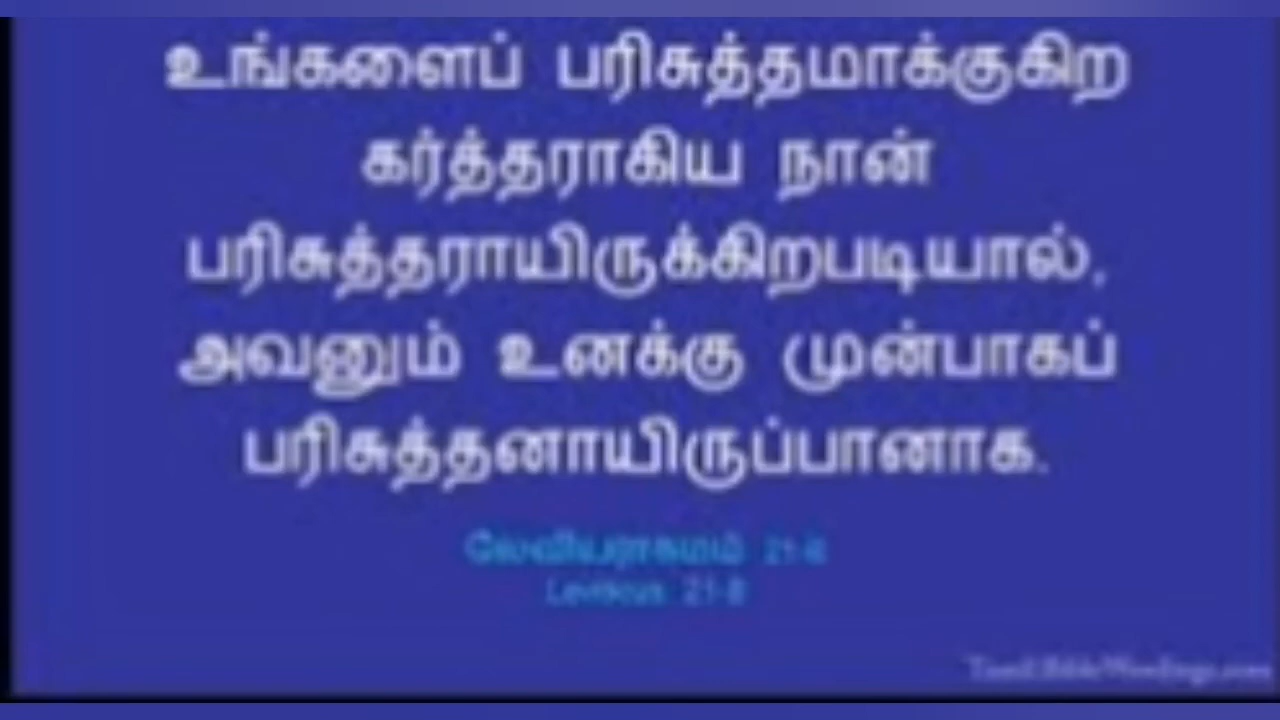 உங்களைப் பரிசுத்தமாக்குகிற
கர்த்தராகிய நான்
பரிசுத்தராயிருக்கிறபடியால்,
அவனும் உனக்கு முன்பாகப்
பரிசுத்தனாயிருப்பானாக.
லேவியராகமம் 21-8
Leviticus 21-8